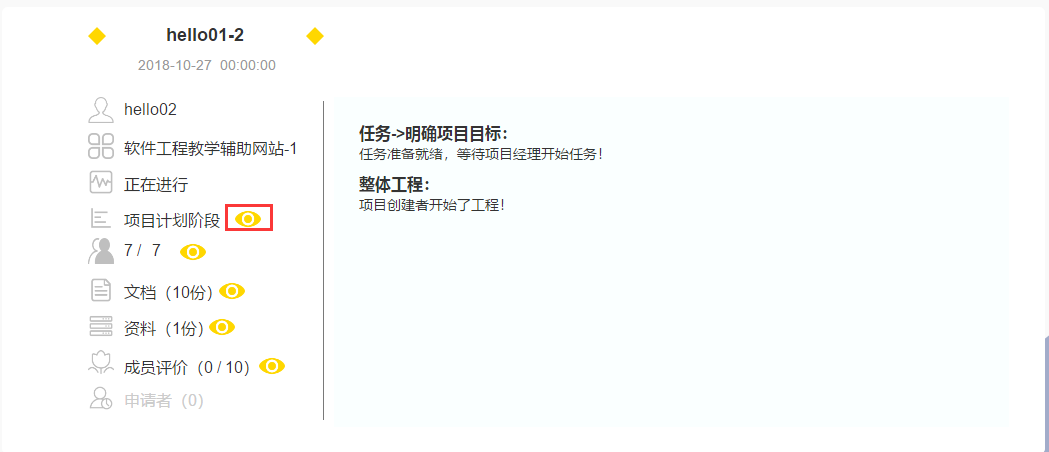 hello01-2
2018-10-27 00:00:00
hello02
软件工程教学辅助网站-1
正在进行
项目计划阶段
7 / 7
文档（10份）
资料（1份）
成员评价（0 / 10）
申请者（0）
任务->明确项目目标：
任务准备就绪，等待项目经理开始任务！
整体工程：
项目创建者开始了工程！